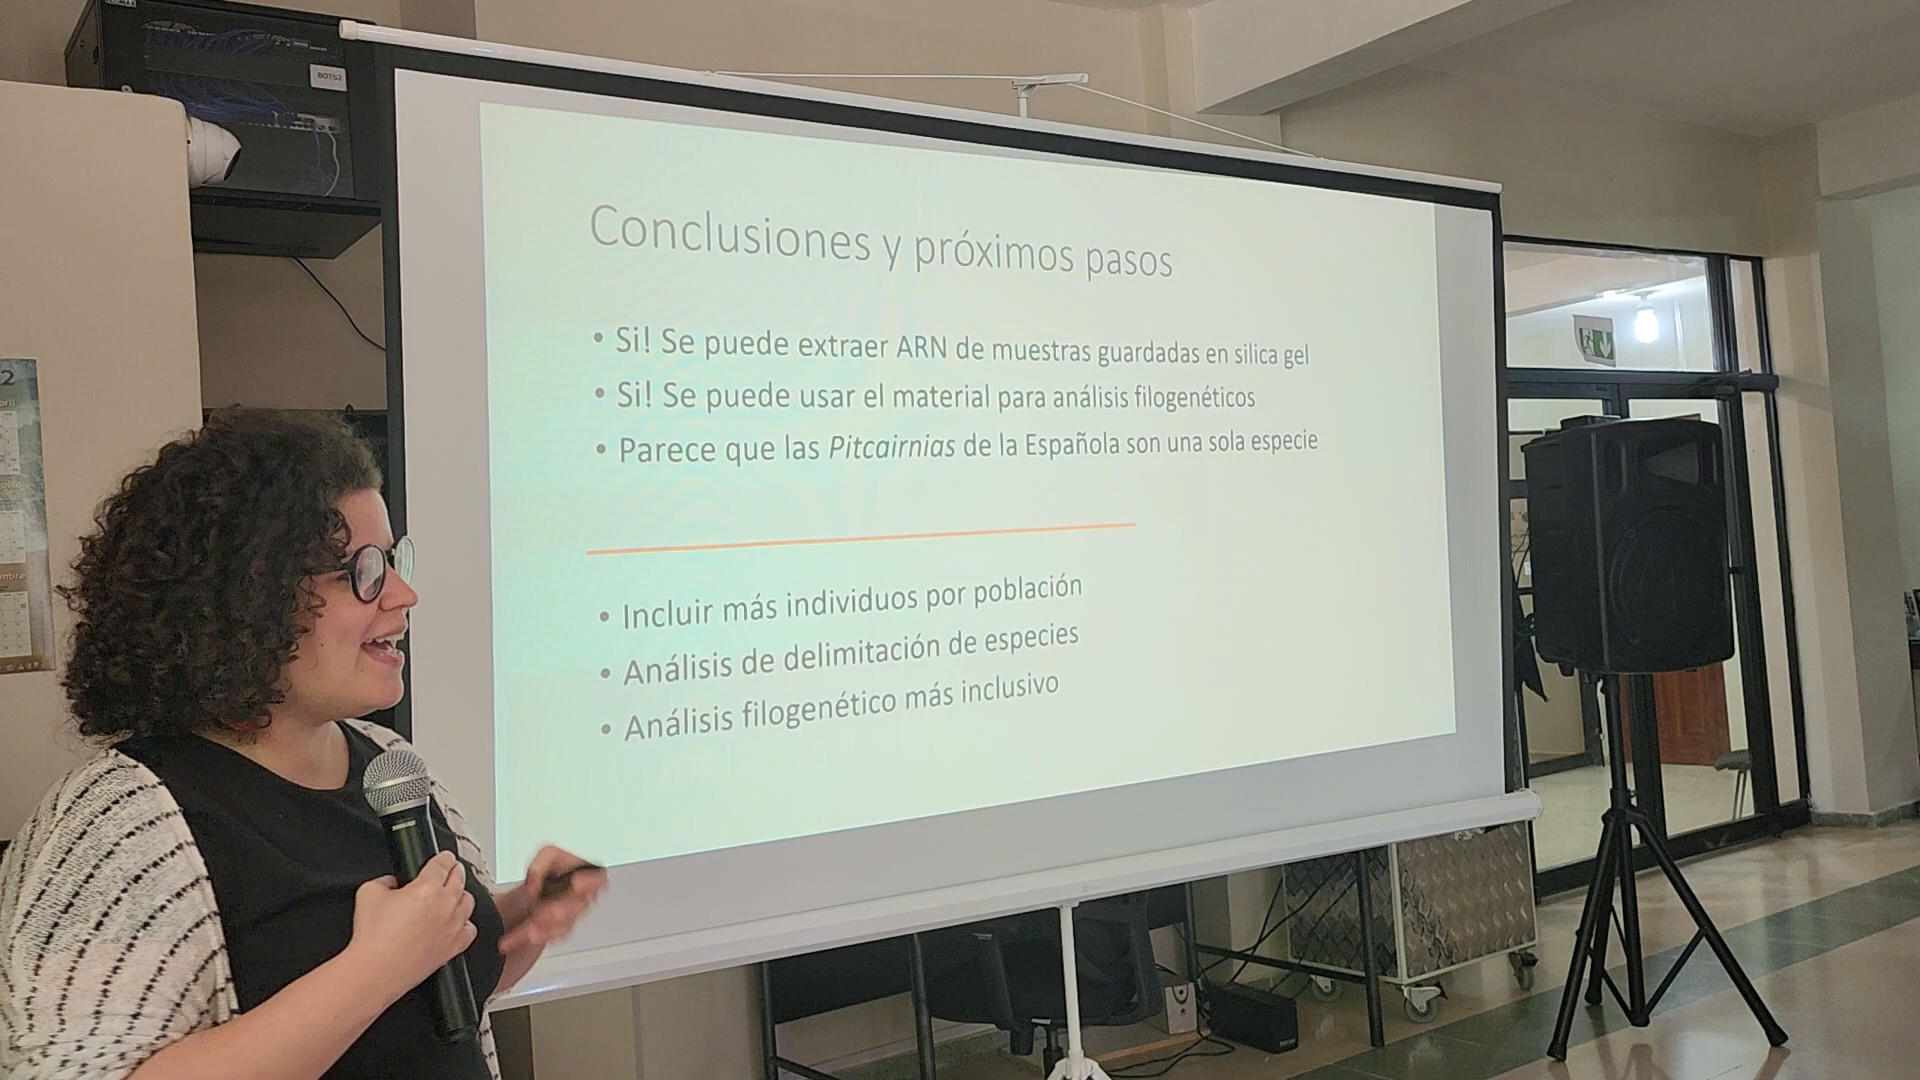 BOTS2
Conclusiones y próximos pasos
• Si! Se puede extraer ARN de muestras guardadas en silica gel
• Si! Se puede usar el material para análisis filogenéticos
• Parece que las Pitcairnias de la Española son una sola especie
• Incluir más individuos por población
• Análisis de delimitación de especies
• Análisis filogenético más inclusivo